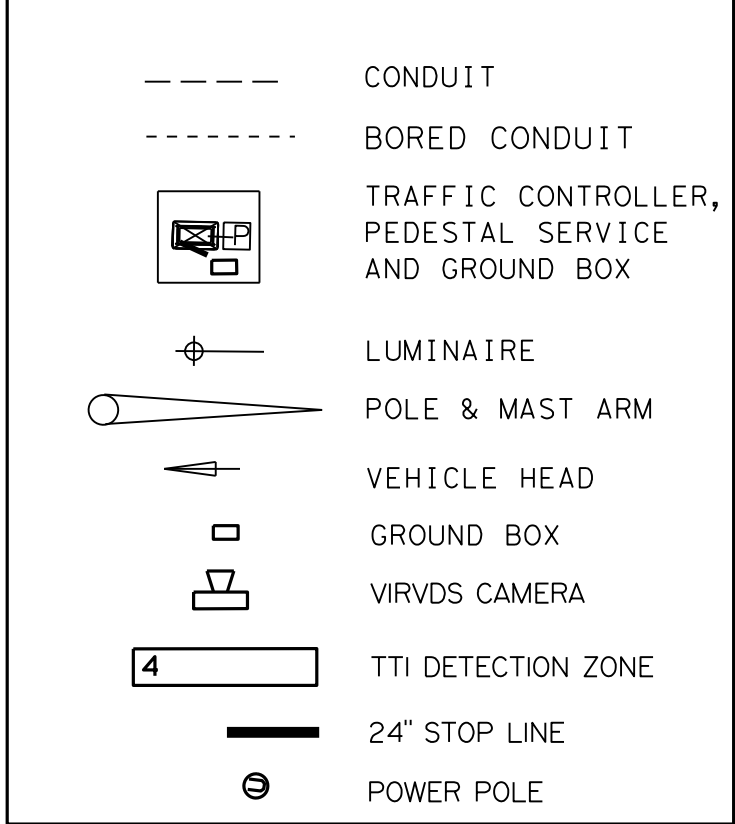 CONDUIT
BORED CONDUIT
TRAFFIC CONTROLLER,
PEDESTAL SERVICE
AND GROUND BOX
P
LUMINAIRE
POLE & MAST ARM
VEHICLE HEAD
GROUND BOX
VIRVDS CAMERA
4
TTI DETECTION ZONE
24" STOP LINE
POWER POLE